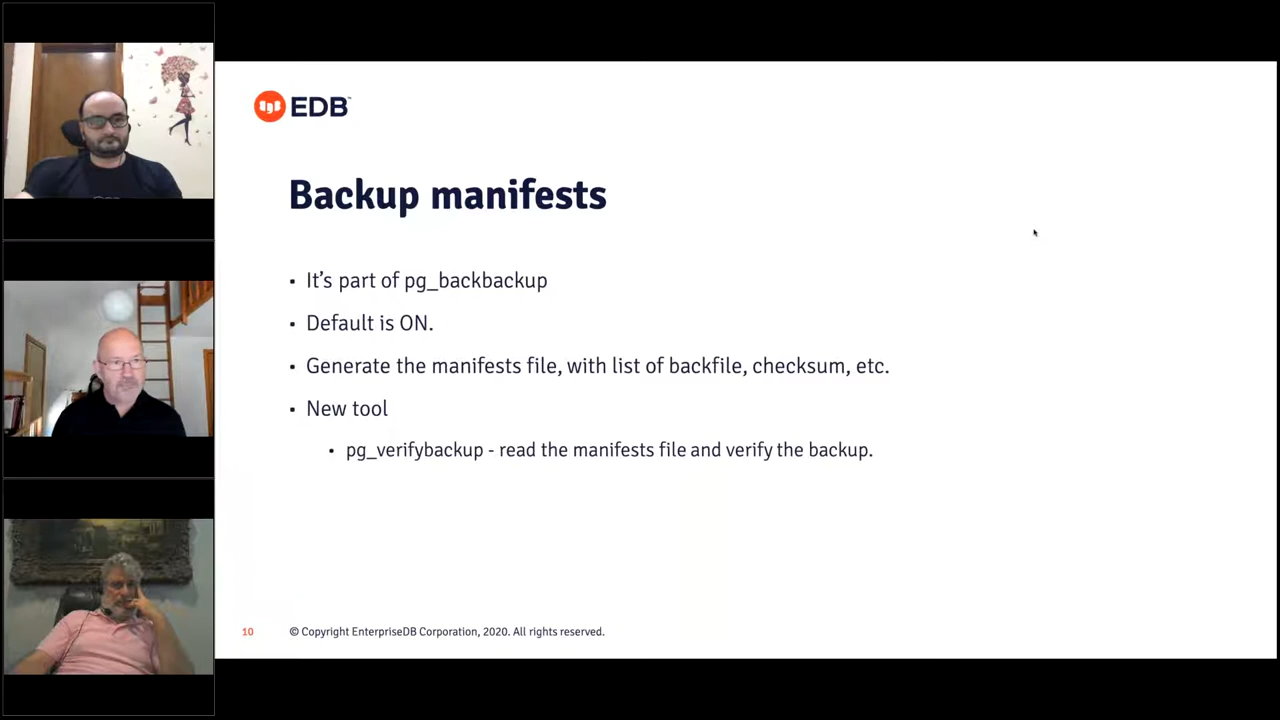 EDB
Backup manifests
▪ It's part of pg_backbackup
▪ Default is ON.
▪ Generate the manifests file, with list of backfile, checksum, etc.
▪ New tool
▪ pg_verifybackup - read the manifests file and verify the backup.
10 © Copyright EnterpriseDB Corporation, 2020. All rights reserved.